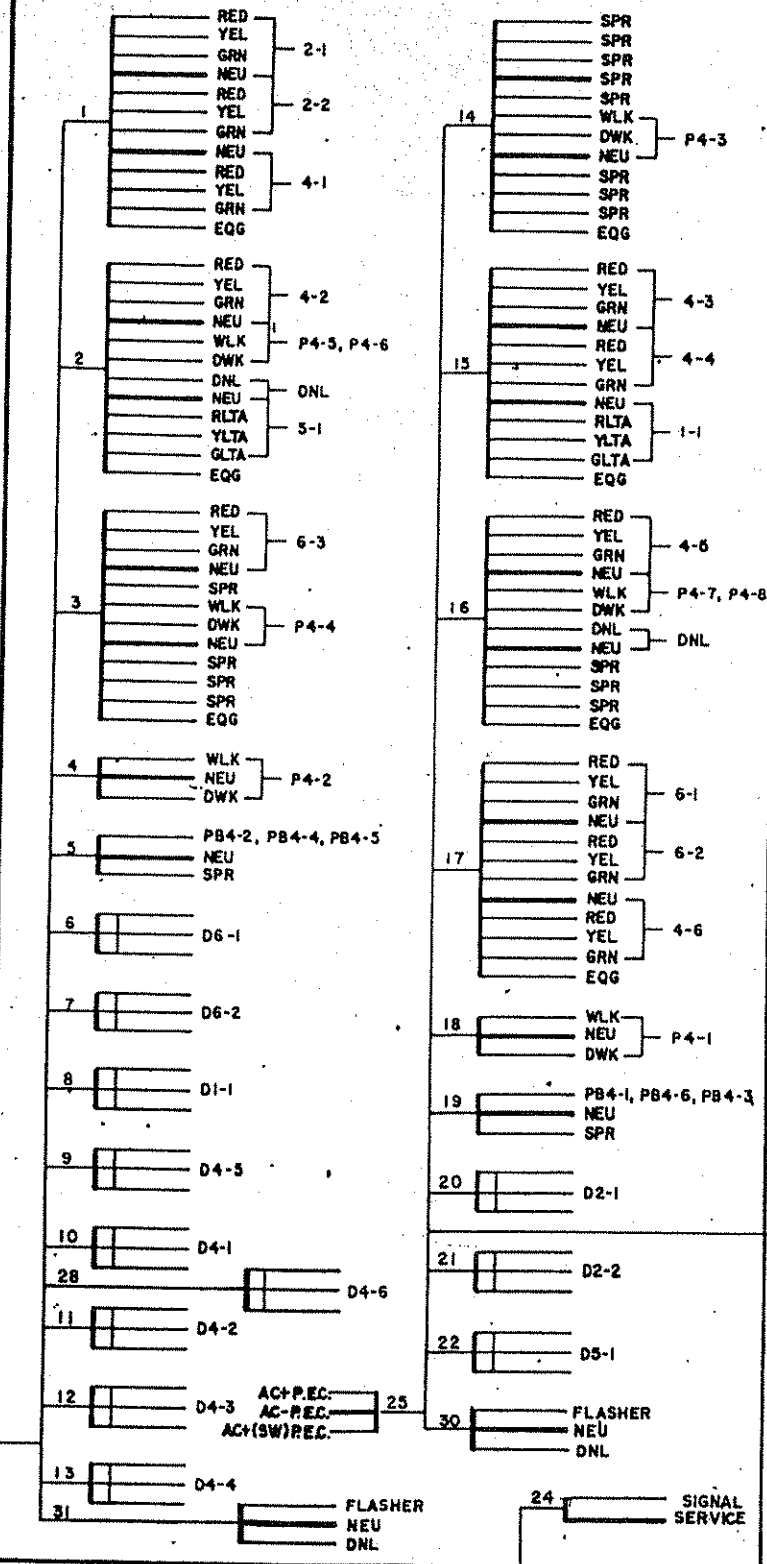 1
RED
YEL
GRN
NEU
RED
YEL
GRN
NEU
RED
YEL
GRN
EQG
2-1
2-2
4-1
2
RED
YEL
GRN
NEU
WLK
DWK
DNL
NEU
RLTA
YLTA
GLTA
EQG
4-2
P4-5, P4-6
DNL
5-1
3
RED
YEL
GRN
NEU
SPR
WLK
DWK
NEU
SPR
SPR
SPR
EQG
6-3
P4-4
4
WLK
NEU
DWK
P4-2
5
PB4-2, PB4-4, PB4-5
NEU
SPR
6
D6-1
7
D6-2
8
D1-1
9
D4-5
10
D4-1
28
D4-6
11
D4-2
12
D4-3
13
D4-4
31
FLASHER
NEU
DNL
14
SPR
SPR
SPR
SPR
SPR
WLK
DWK
NEU
SPR
SPR
SPR
EQG
P4-3
15
RED
YEL
GRN
NEU
RED
YEL
GRN
NEU
RLTA
YLTA
GLTA
EQG
4-3
4-4
1-1
16
RED
YEL
GRN
NEU
WLK
DWK
DNL
NEU
SPR
SPR
SPR
EQG
4-5
P4-7, P4-8
DNL
17
RED
YEL
GRN
NEU
RED
YEL
GRN
NEU
RED
YEL
GRN
EQG
6-1
6-2
4-6
18
WLK
NEU
DWK
P4-1
19
PB4-1, PB4-6, PB4-3
NEU
SPR
20
D2-1
21
D2-2
22
D5-1
AC+P.E.C.
AC-P.E.C.
AC+(SW)P.E.C.
25
30
FLASHER
NEU
DNL
24
SIGNAL
SERVICE